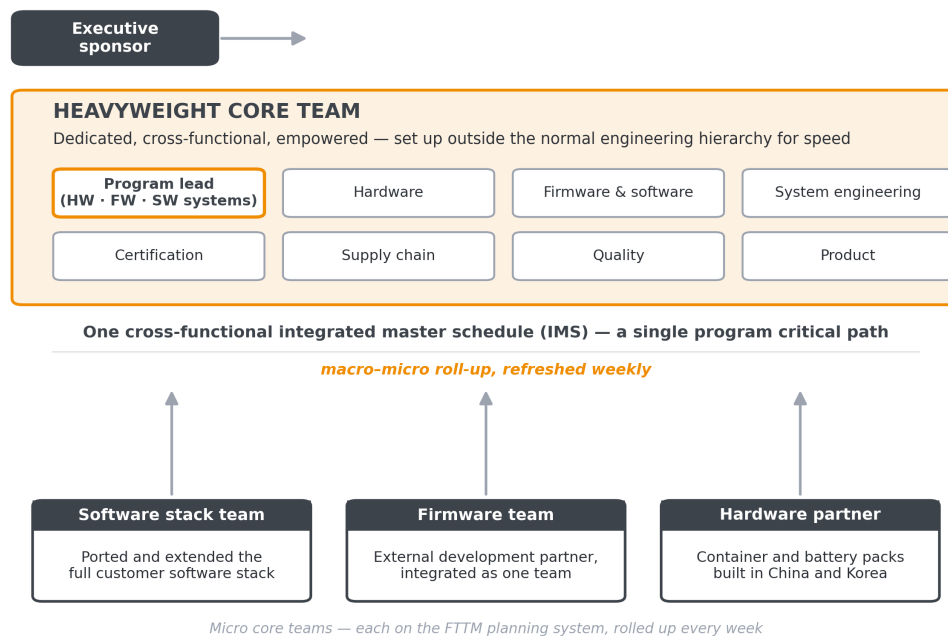 Executive
sponsor
HEAVYWEIGHT CORE TEAM
Dedicated, cross-functional, empowered — set up outside the normal engineering hierarchy for speed
Program lead
(HW · FW · SW systems)
Hardware
Firmware & software
System engineering
Certification
Supply chain
Quality
Product
One cross-functional integrated master schedule (IMS) — a single program critical path
macro–micro roll-up, refreshed weekly
Software stack team
Ported and extended the
full customer software stack
Firmware team
External development partner,
integrated as one team
Hardware partner
Container and battery packs
built in China and Korea
Micro core teams — each on the FTTM planning system, rolled up every week